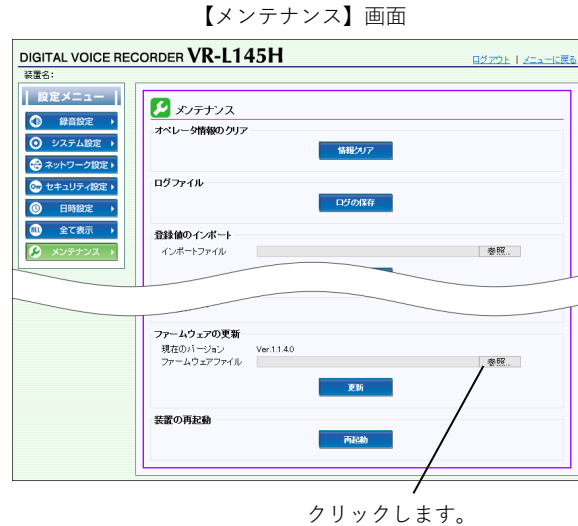 【メンテナンス】画面
DIGITAL VOICE RECORDER VR-L145H
ログアウト | メニューに戻る
装置名:
設定メニュー
録音設定
システム設定
ネットワーク設定
セキュリティ設定
日時設定
ALL 全て表示
メンテナンス
メンテナンス
オペレータ情報のクリア
情報クリア
ログファイル
ログの保存
登録値のインポート
インポートファイル 参照...
ファームウェアの更新
現在のバージョン Ver.1.1.4.0
ファームウェアファイル 参照...
更新
装置の再起動
再起動
クリックします。